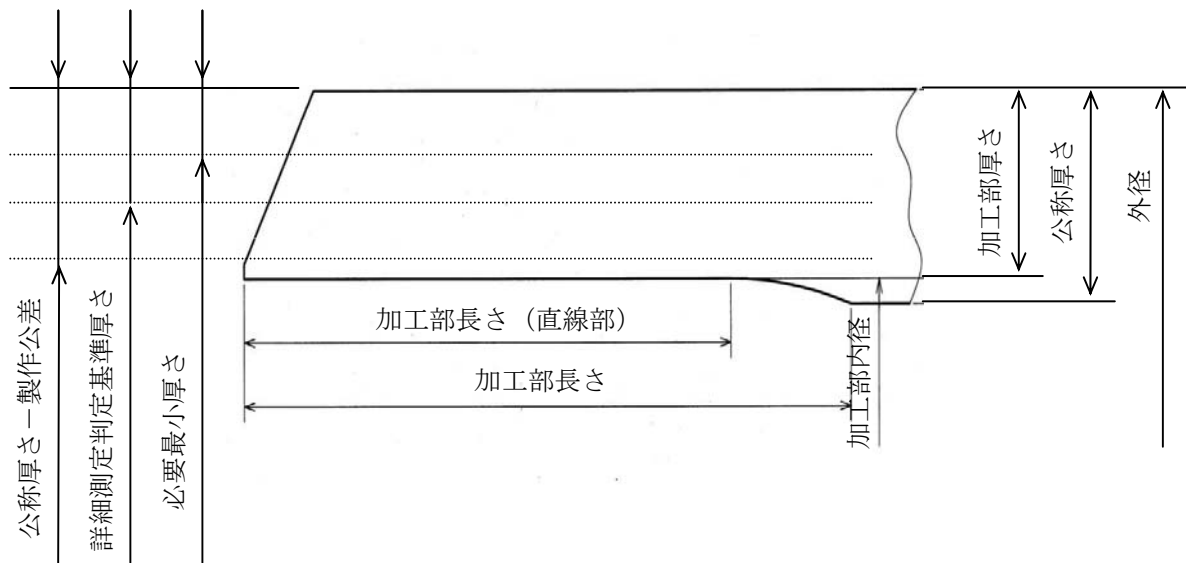 公称厚さ－製作公差
詳細測定判定基準厚さ
必要最小厚さ
加工部長さ（直線部）
加工部長さ
加工部内径
加工部厚さ
公称厚さ
外径